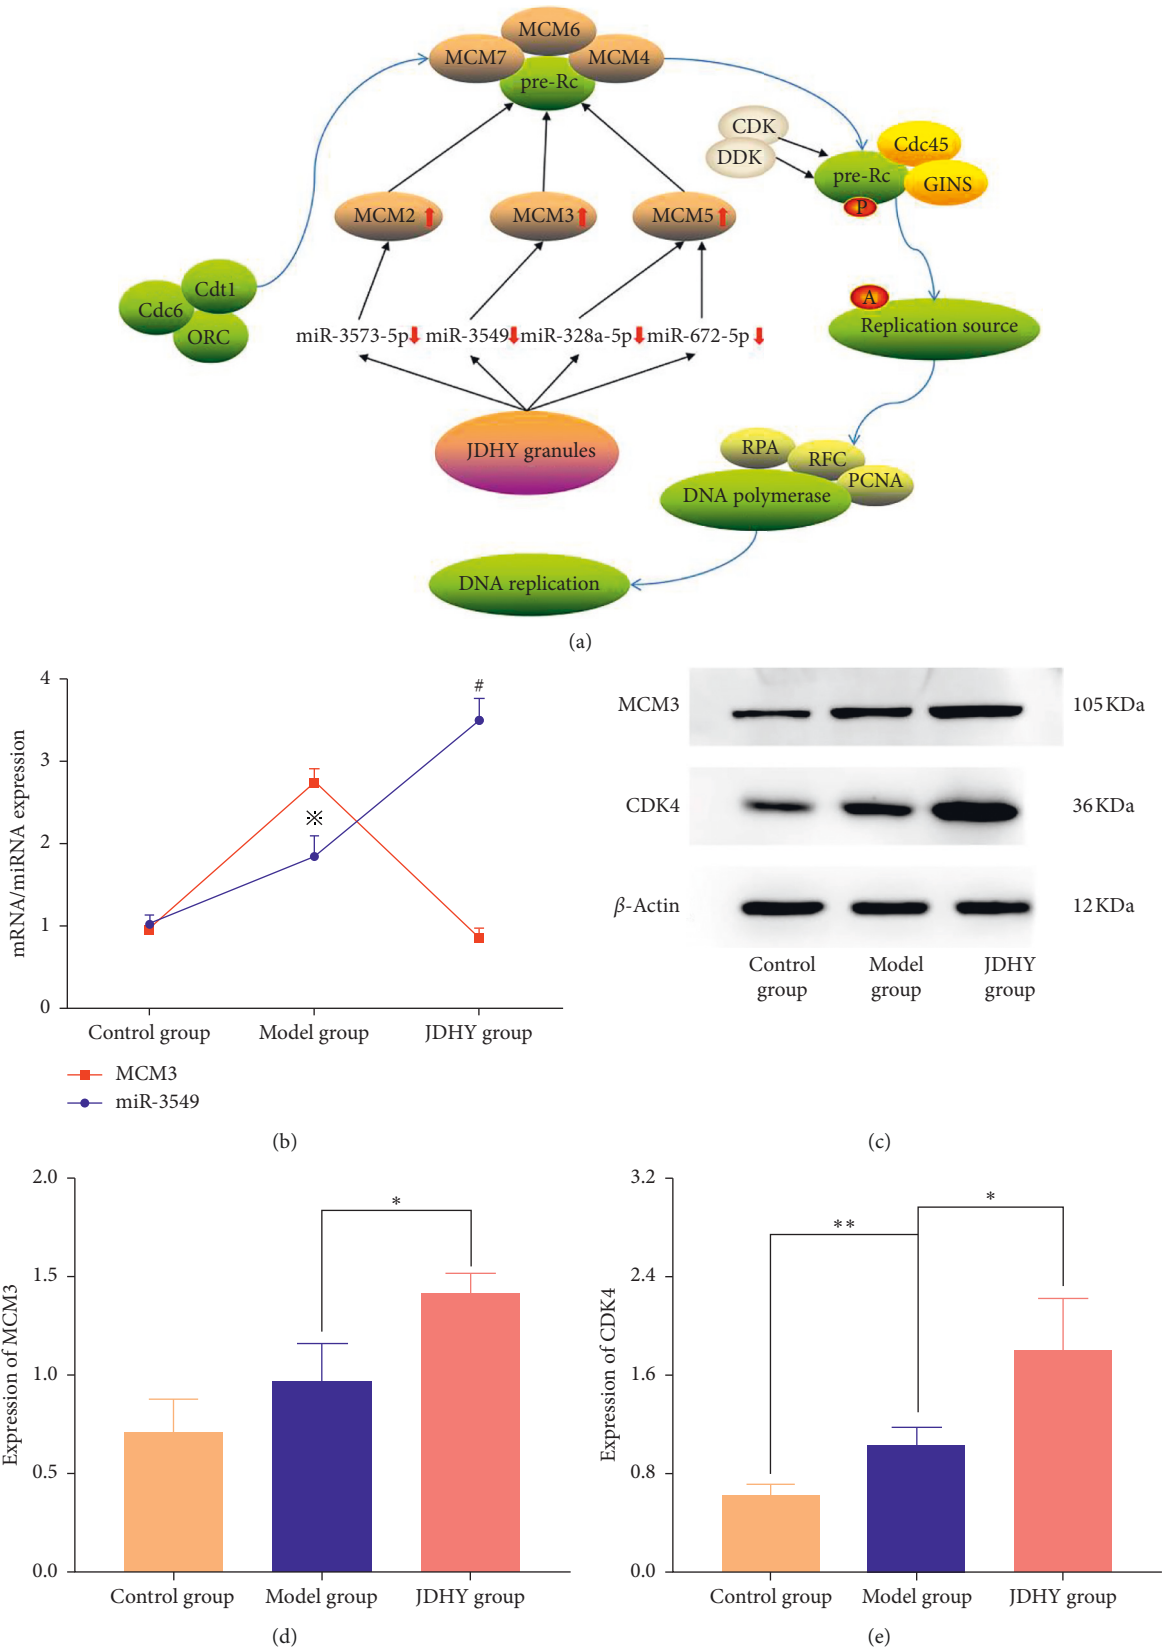 MCM6
MCM7
MCM4
pre-Rc
CDK
DDK
Cdc45
pre-Rc
GINS
P
MCM2
MCM3
MCM5
Cdt1
Cdc6
ORC
A
Replication source
miR-3573-5p
miR-3549
miR-328a-5p
miR-672-5p
JDHY granules
RPA
RFC
PCNA
DNA polymerase
DNA replication
(a)
mRNA/miRNA expression
4
3
2
1
0
#
※
Control group
Model group
JDHY group
MCM3
miR-3549
(b)
MCM3
105 KDa
CDK4
36 KDa
β-Actin
12 KDa
Control
group
Model
group
JDHY
group
(c)
Expression of MCM3
2.0
1.5
1.0
0.5
0.0
*
Control group
Model group
JDHY group
(d)
Expression of CDK4
3.2
2.4
1.6
0.8
0.0
**
*
Control group
Model group
JDHY group
(e)